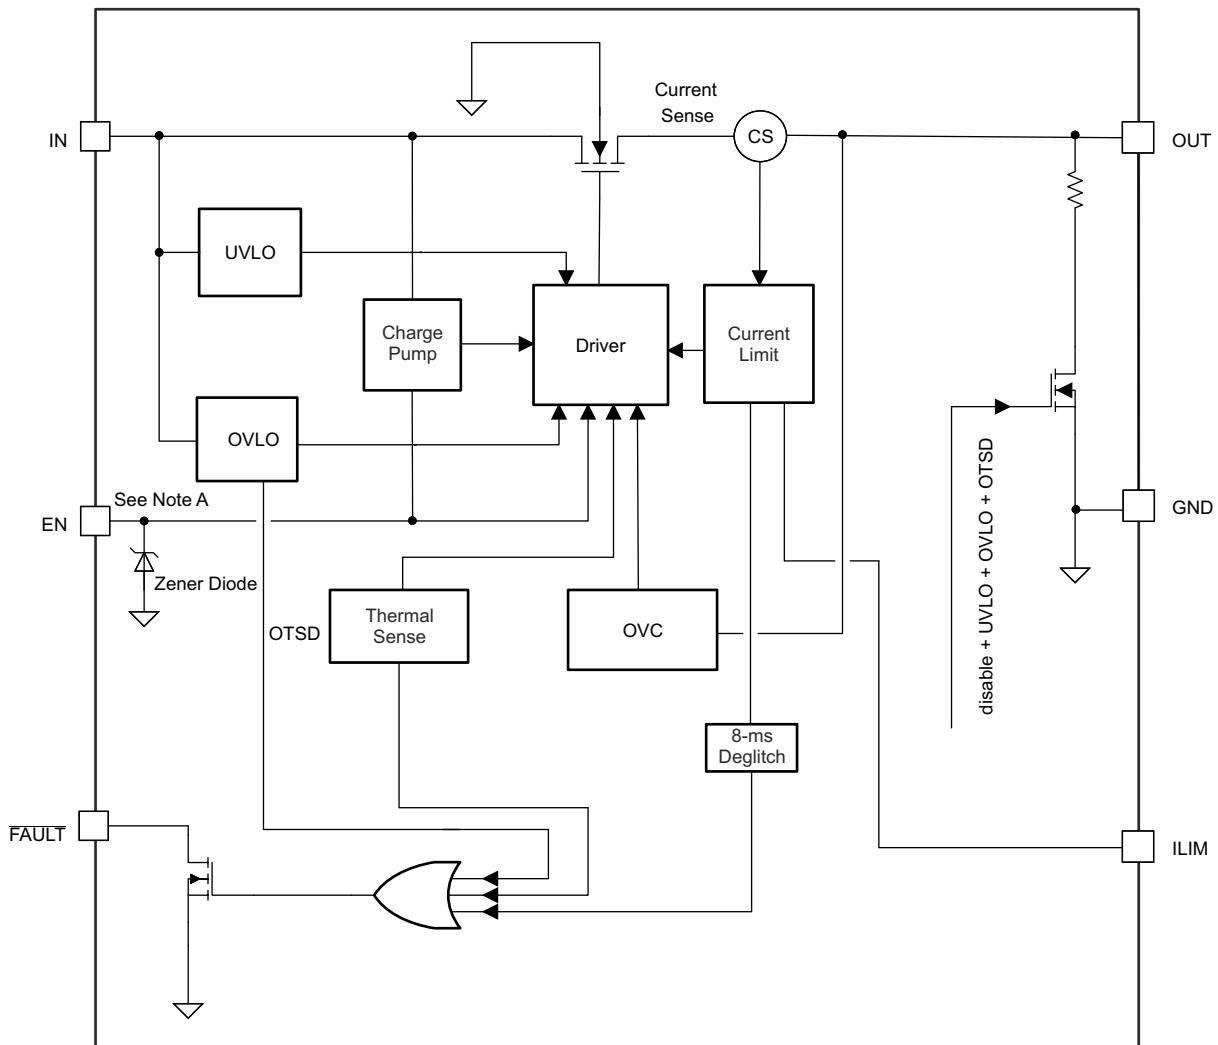 Current
Sense
IN
CS
OUT
UVLO
Charge
Pump
Driver
Current
Limit
OVLO
See Note A
EN
GND
disable + UVLO + OVLO + OTSD
Zener Diode
OTSD
Thermal
Sense
OVC
8-ms
Deglitch
FAULT
ILIM